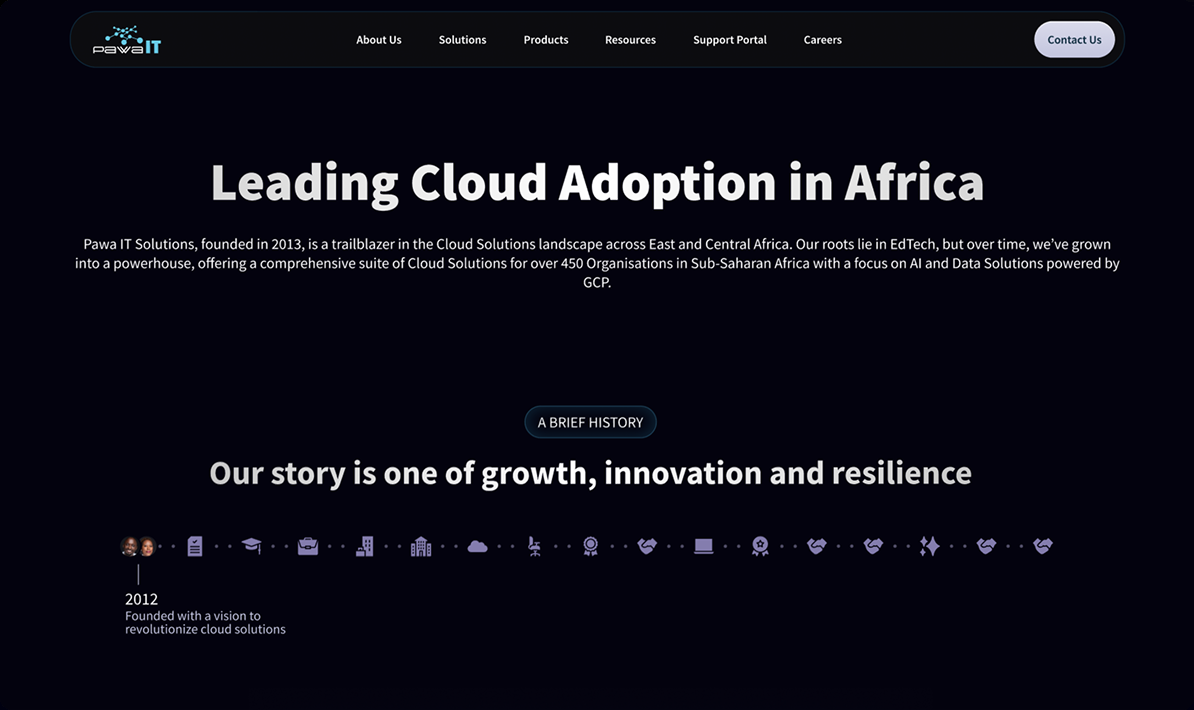 pawa IT
About Us Solutions Products Resources Support Portal Careers Contact Us
Leading Cloud Adoption in Africa
Pawa IT Solutions, founded in 2013, is a trailblazer in the Cloud Solutions landscape across East and Central Africa. Our roots lie in EdTech, but over time, we’ve grown
into a powerhouse, offering a comprehensive suite of Cloud Solutions for over 450 Organisations in Sub-Saharan Africa with a focus on AI and Data Solutions powered by
GCP.
A BRIEF HISTORY
Our story is one of growth, innovation and resilience
2012
Founded with a vision to
revolutionize cloud solutions